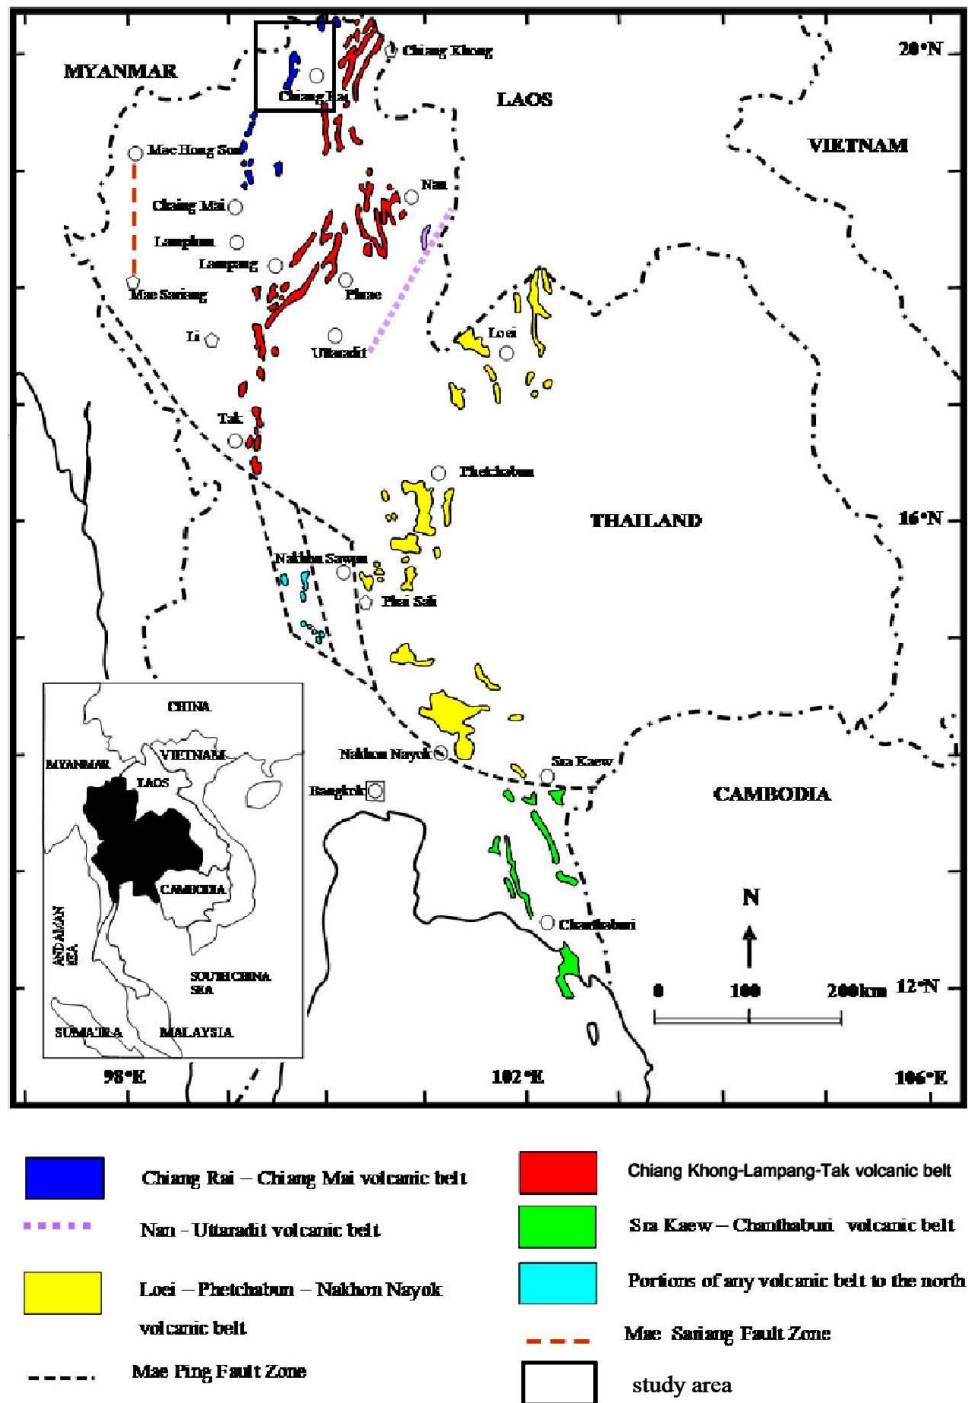 20°N
Chiang Khong
MYANMAR
LAOS
Chiang Rai
VIETNAM
Mae Hong Son
Nan
Chaing Mai
Lamphun
Lampang
Mae Sariang
Phrae
Li
Uttaradit
Loei
Tak
Phetchabun
THAILAND
16°N
Nakhon Sawan
Phai Sali
CHINA
Nakhon Nayok
Sra Kaew
MYANMAR
VIETNAM
LAOS
Bangkok
CAMBODIA
CAMBODIA
N
Chanthaburi
ANDAMAN
SEA
SOUTH CHINA
SEA
0 100 200km
12°N
SUMATRA
MALAYSIA
98°E
102°E
106°E
Chiang Rai – Chiang Mai volcanic belt
Chiang Khong-Lampang-Tak volcanic belt
Nan - Uttaradit volcanic belt
Sra Kaew – Chanthaburi volcanic belt
Loei – Phetchabun – Nakhon Nayok
volcanic belt
Portions of any volcanic belt to the north
Mae Sariang Fault Zone
Mae Ping Fault Zone
study area